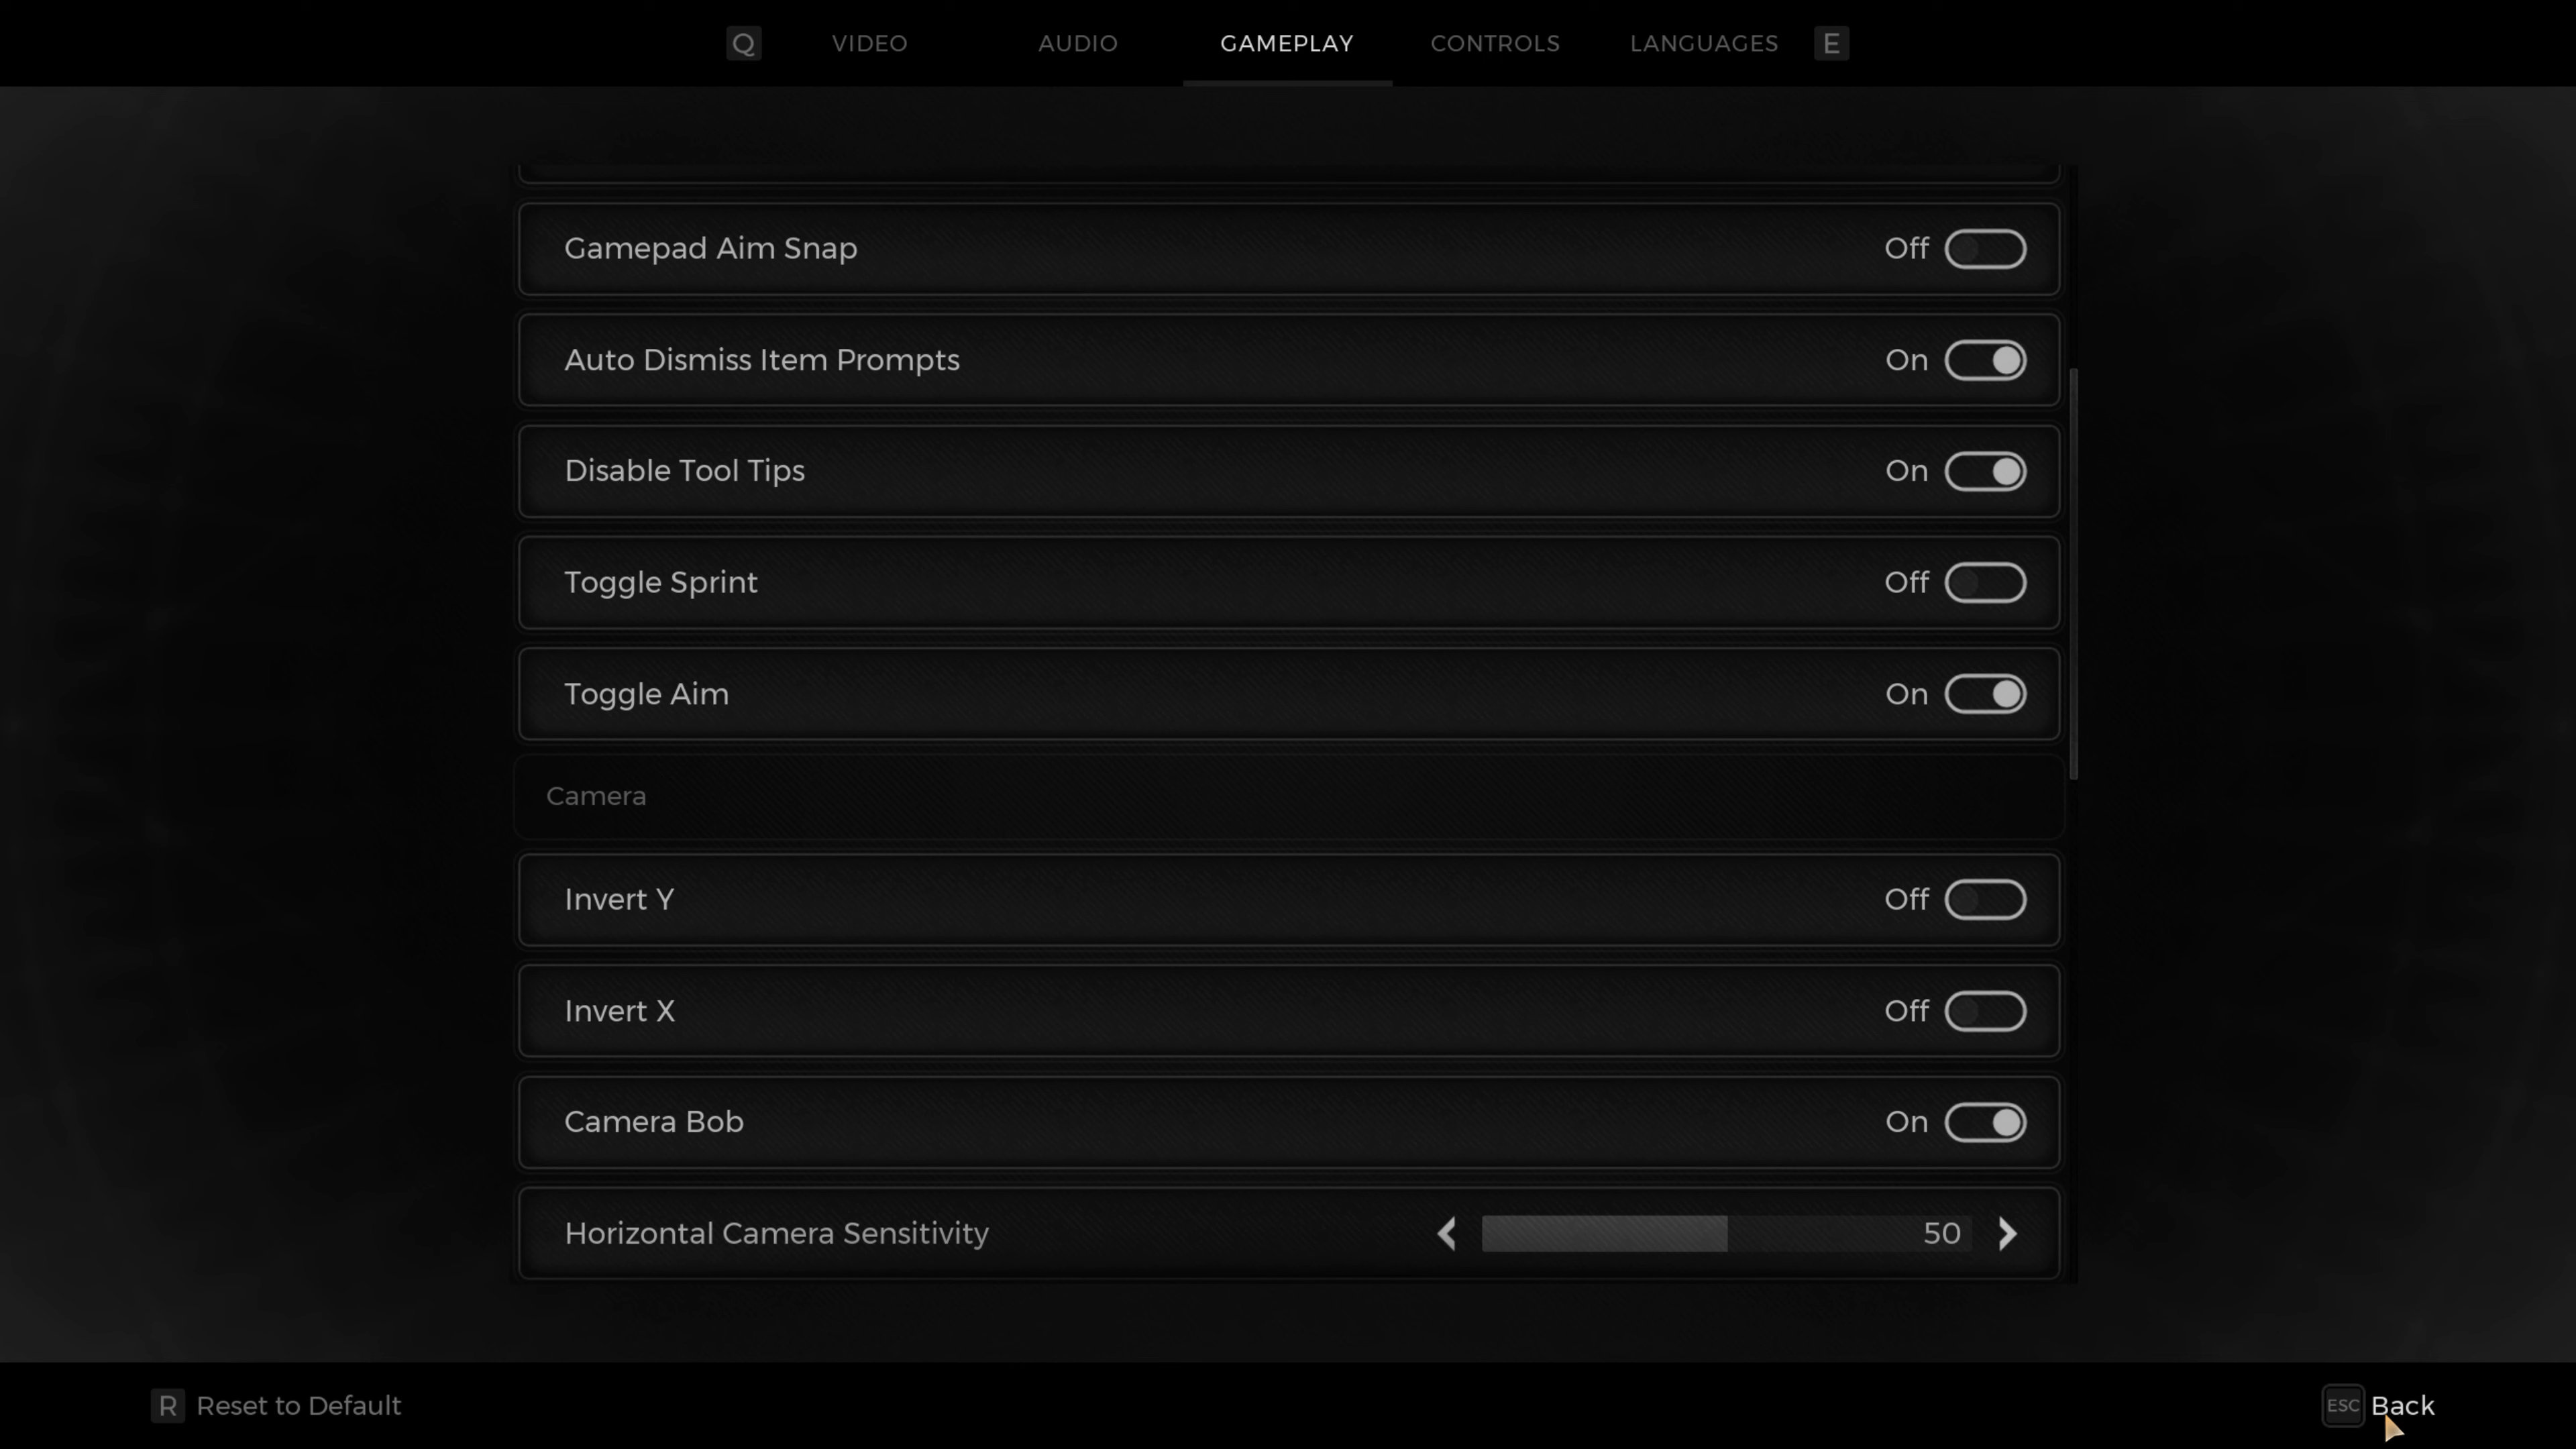 Q VIDEO AUDIO GAMEPLAY CONTROLS LANGUAGES E
Gamepad Aim Snap Off
Auto Dismiss Item Prompts On
Disable Tool Tips On
Toggle Sprint Off
Toggle Aim On
Camera
Invert Y Off
Invert X Off
Camera Bob On
Horizontal Camera Sensitivity 50
R Reset to Default ESC Back